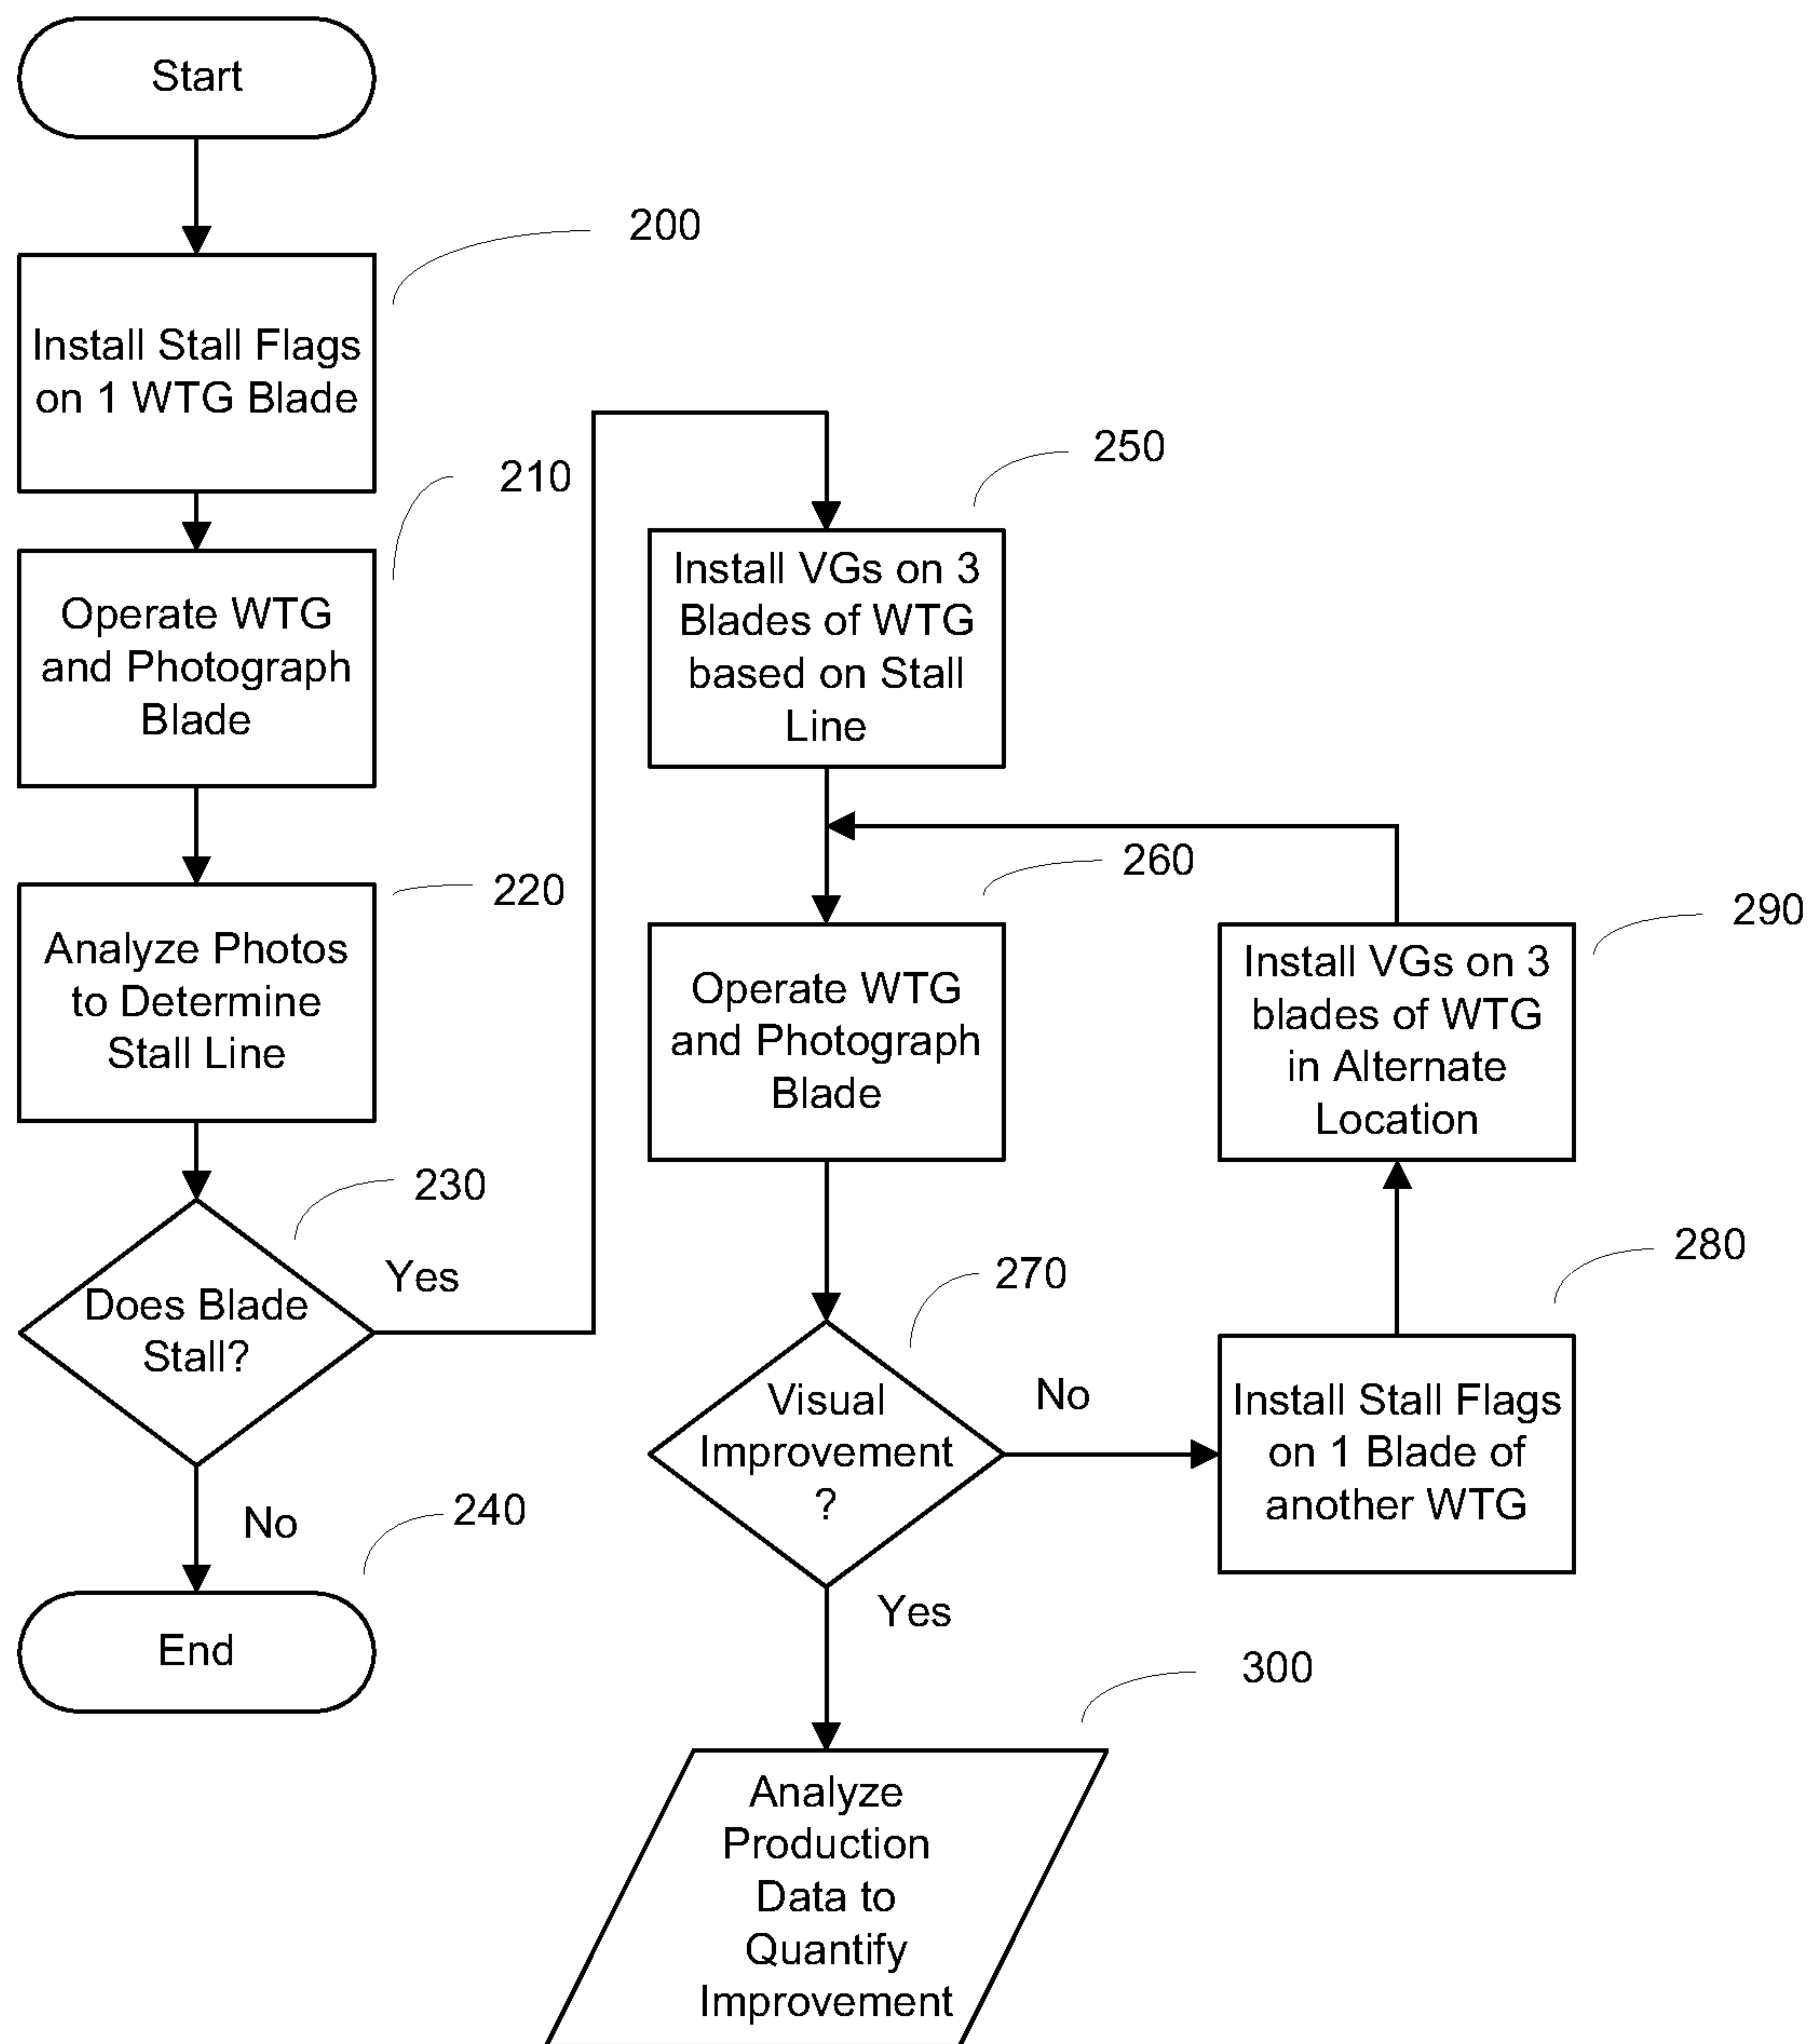 Start
200
Install Stall Flags
on 1 WTG Blade
210
Operate WTG
and Photograph
Blade
220
Analyze Photos
to Determine
Stall Line
230
Does Blade
Stall?
Yes
No
240
End
250
Install VGs on 3
Blades of WTG
based on Stall
Line
260
Operate WTG
and Photograph
Blade
270
Visual
Improvement
?
No
Yes
280
Install Stall Flags
on 1 Blade of
another WTG
290
Install VGs on 3
blades of WTG
in Alternate
Location
300
Analyze
Production
Data to
Quantify
Improvement